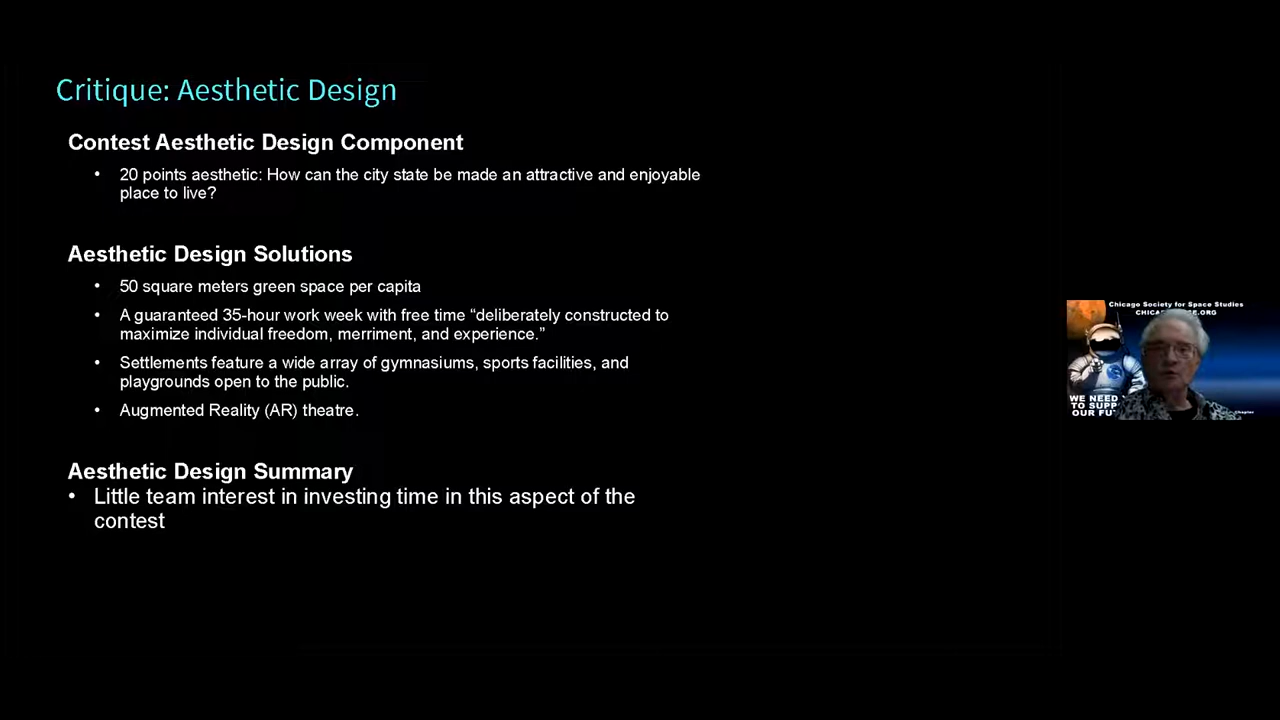 Critique: Aesthetic Design
Contest Aesthetic Design Component
• 20 points aesthetic: How can the city state be made an attractive and enjoyable
place to live?
Aesthetic Design Solutions
• 50 square meters green space per capita
• A guaranteed 35-hour work week with free time “deliberately constructed to
maximize individual freedom, merriment, and experience.”
• Settlements feature a wide array of gymnasiums, sports facilities, and
playgrounds open to the public.
• Augmented Reality (AR) theatre.
Aesthetic Design Summary
• Little team interest in investing time in this aspect of the
contest
Chicago Society for Space Studies
WE NEED
TO
OUR
Chapter